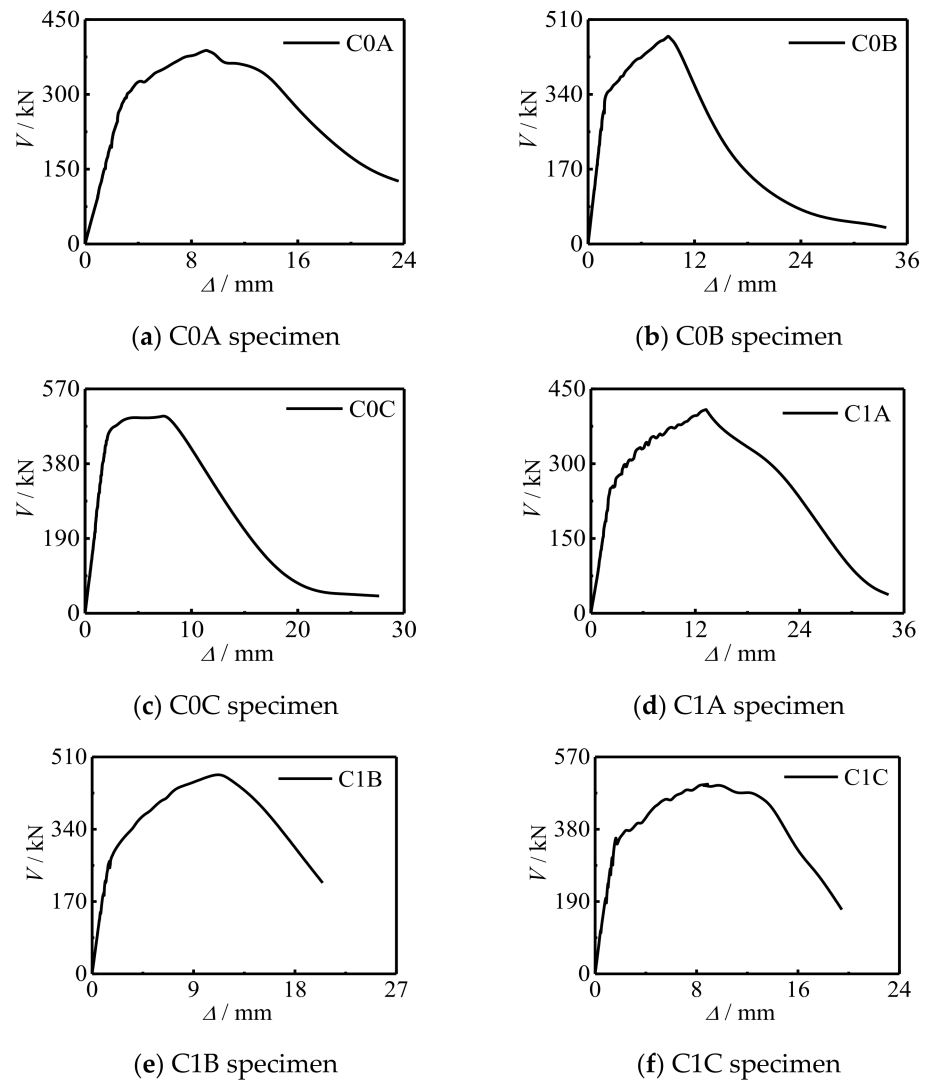 450
300
150
0
V / kN
C0A
0 8 16 24
Δ / mm
(a) C0A specimen
510
340
170
0
V / kN
C0B
0 12 24 36
Δ / mm
(b) C0B specimen
570
380
190
0
V / kN
C0C
0 10 20 30
Δ / mm
(c) C0C specimen
450
300
150
0
V / kN
C1A
0 12 24 36
Δ / mm
(d) C1A specimen
510
340
170
0
V / kN
C1B
0 9 18 27
Δ / mm
(e) C1B specimen
570
380
190
0
V / kN
C1C
0 8 16 24
Δ / mm
(f) C1C specimen